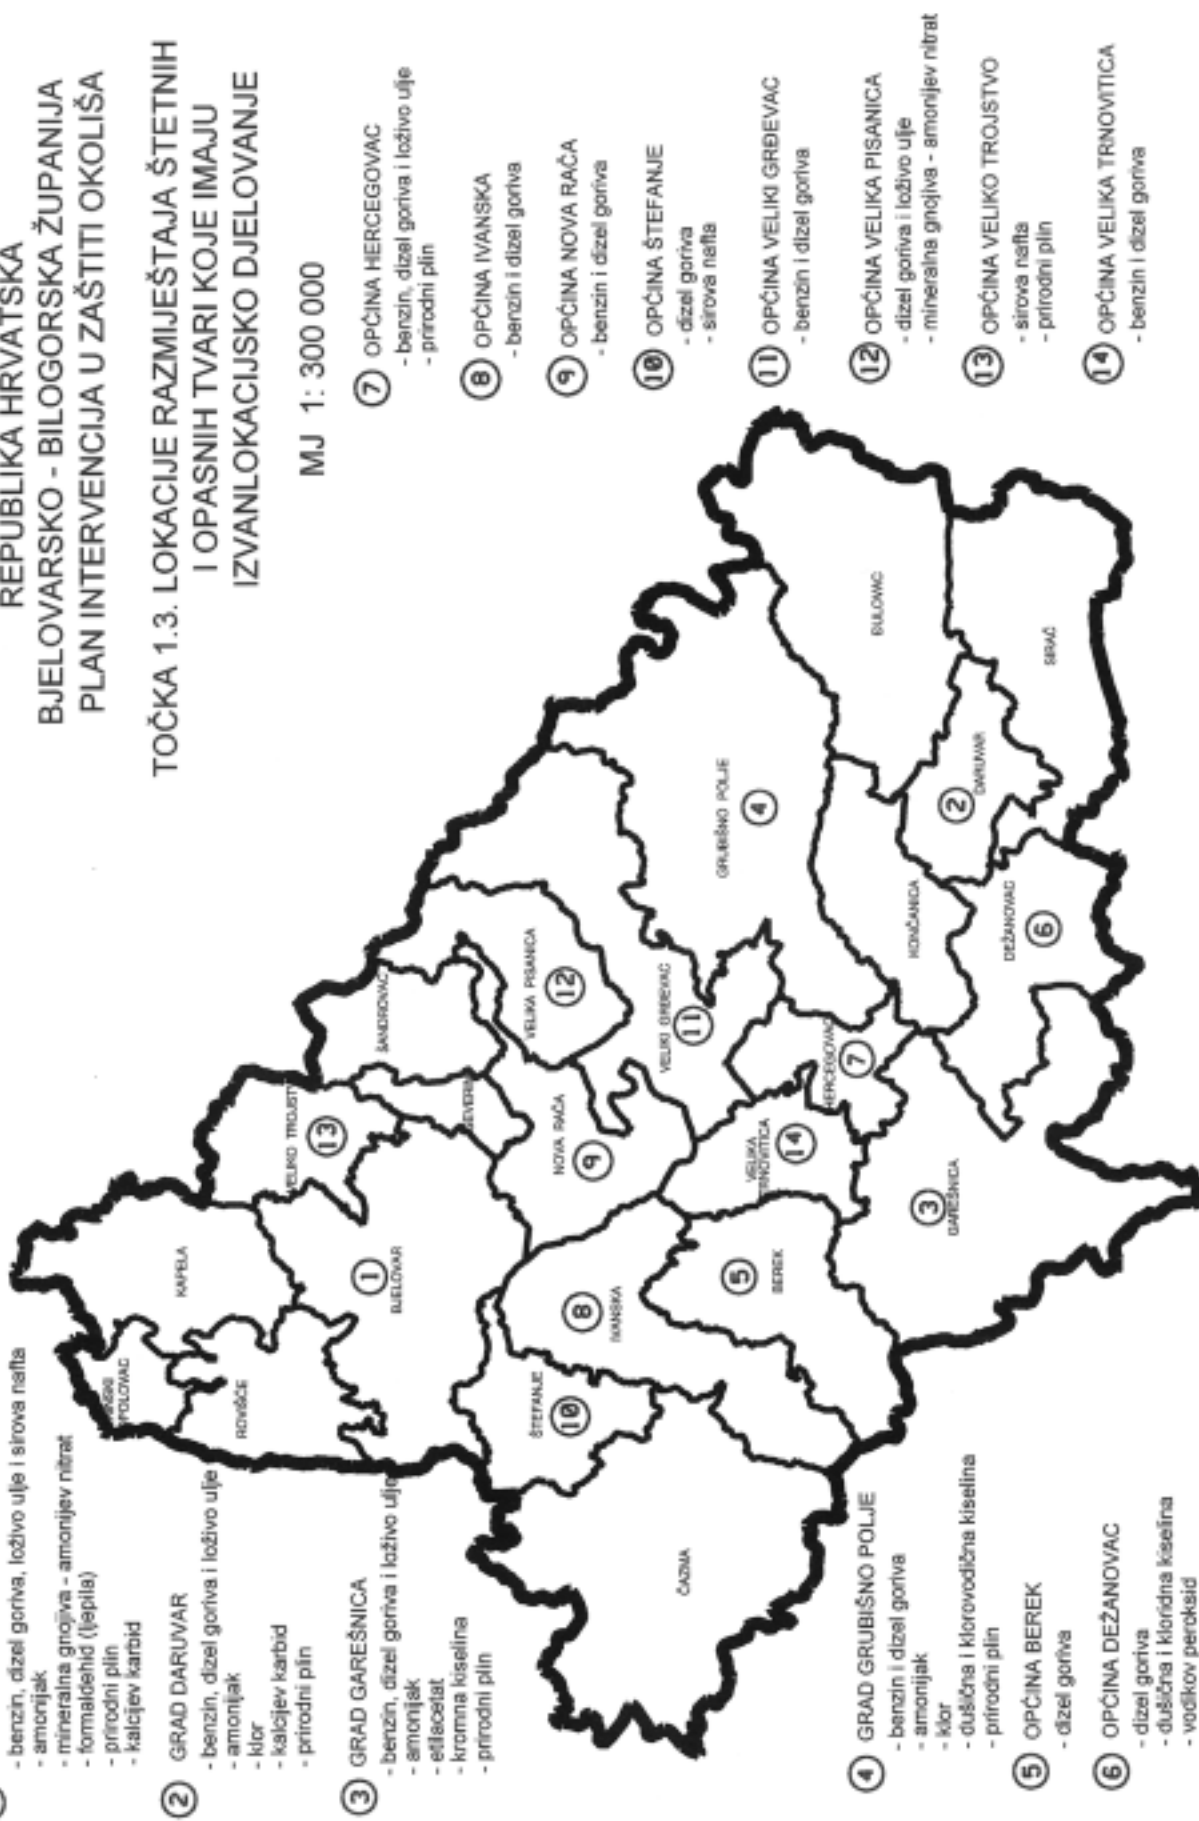 REPUBLIKA HRVATSKA
BJELOVARSKO - BILOGORSKA ŽUPANIJA
PLAN INTERVENCIJA U ZAŠTITI OKOLIŠA
TOČKA 1.3. LOKACIJE RAZMJEŠTAJA ŠTETNIH
I OPASNIH TVARI KOJE IMAJU
IZVANLOKACIJSKO DJELOVANJE
MJ 1: 300 000
- benzin, dizel goriva, loživo ulje i sirova nafta
- amonijak
- mineralna gnojiva - amonijev nitrat
- formaldehid (ljepila)
- prirodni plin
- kalcijev karbid
2 GRAD DARUVAR
- benzin, dizel goriva i loživo ulje
- amonijak
- klor
- kalcijev karbid
- prirodni plin
3 GRAD GAREŠNICA
- benzin, dizel goriva i loživo ulje
- amonijak
- etilacetat
- kromna kiselina
- prirodni plin
4 GRAD GRUBIŠNO POLJE
- benzin i dizel goriva
- amonijak
- klor
- dušična i klorovodična kiselina
- prirodni plin
5 OPĆINA BEREK
- dizel goriva
6 OPĆINA DEŽANOVAC
- dizel goriva
- dušična i kloridna kiselina
- vodikov peroksid
7 OPĆINA HERCEGOVAC
- benzin, dizel goriva i loživo ulje
- prirodni plin
8 OPĆINA IVANSKA
- benzin i dizel goriva
9 OPĆINA NOVA RAČA
- benzin i dizel goriva
10 OPĆINA ŠTEFANJE
- dizel goriva
- sirova nafta
11 OPĆINA VELIKI GRĐEVAC
- benzin i dizel goriva
12 OPĆINA VELIKA PISANICA
- dizel goriva i loživo ulje
- mineralna gnojiva - amonijev nitrat
13 OPĆINA VELIKO TROJSTVO
- sirova nafta
- prirodni plin
14 OPĆINA VELIKA TRNOVITICA
- benzin i dizel goriva
KAPELA
ROVIŠĆE
1
BJELOVAR
VELIKO TROJSTV
13
ŠANDROVAC
SEVERIN
VELIKA PISANICA
12
NOVA RAČA
9
ŠTEFANJE
10
8
IVANSKA
ČAZMA
5
BEREK
VELIKA
TRNOVITICA
14
VELIKI GRĐEVAC
11
HERCEGOVAC
7
3
GAREŠNICA
GRUBIŠNO POLJE
4
KONČANICA
DEŽANOVAC
6
2
DARUVAR
ĐULOVAC
SIRAČ